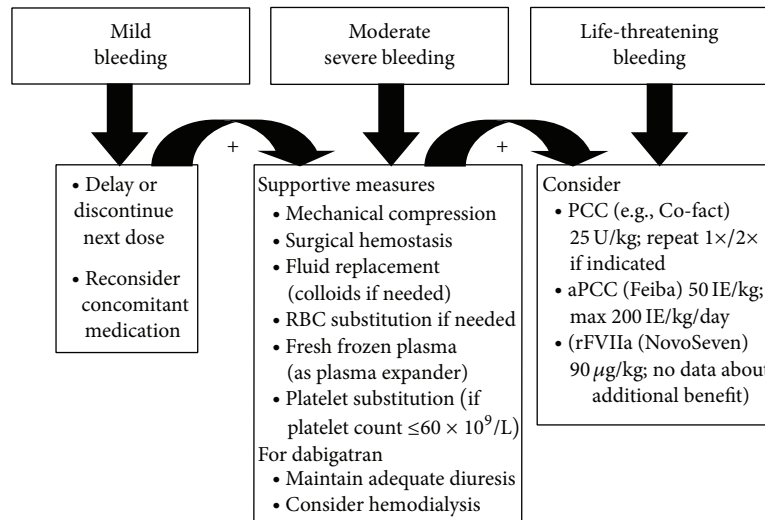 Mild
bleeding
Moderate
severe bleeding
Life-threatening
bleeding
+
+
• Delay or
discontinue
next dose
• Reconsider
concomitant
medication
Supportive measures
• Mechanical compression
• Surgical hemostasis
• Fluid replacement
(colloids if needed)
• RBC substitution if needed
• Fresh frozen plasma
(as plasma expander)
• Platelet substitution (if
platelet count ≤60 × 10⁹/L)
For dabigatran
• Maintain adequate diuresis
• Consider hemodialysis
Consider
• PCC (e.g., Co-fact)
25 U/kg; repeat 1×/2×
if indicated
• aPCC (Feiba) 50 IE/kg;
max 200 IE/kg/day
• (rFVIIa (NovoSeven)
90 μg/kg; no data about
additional benefit)